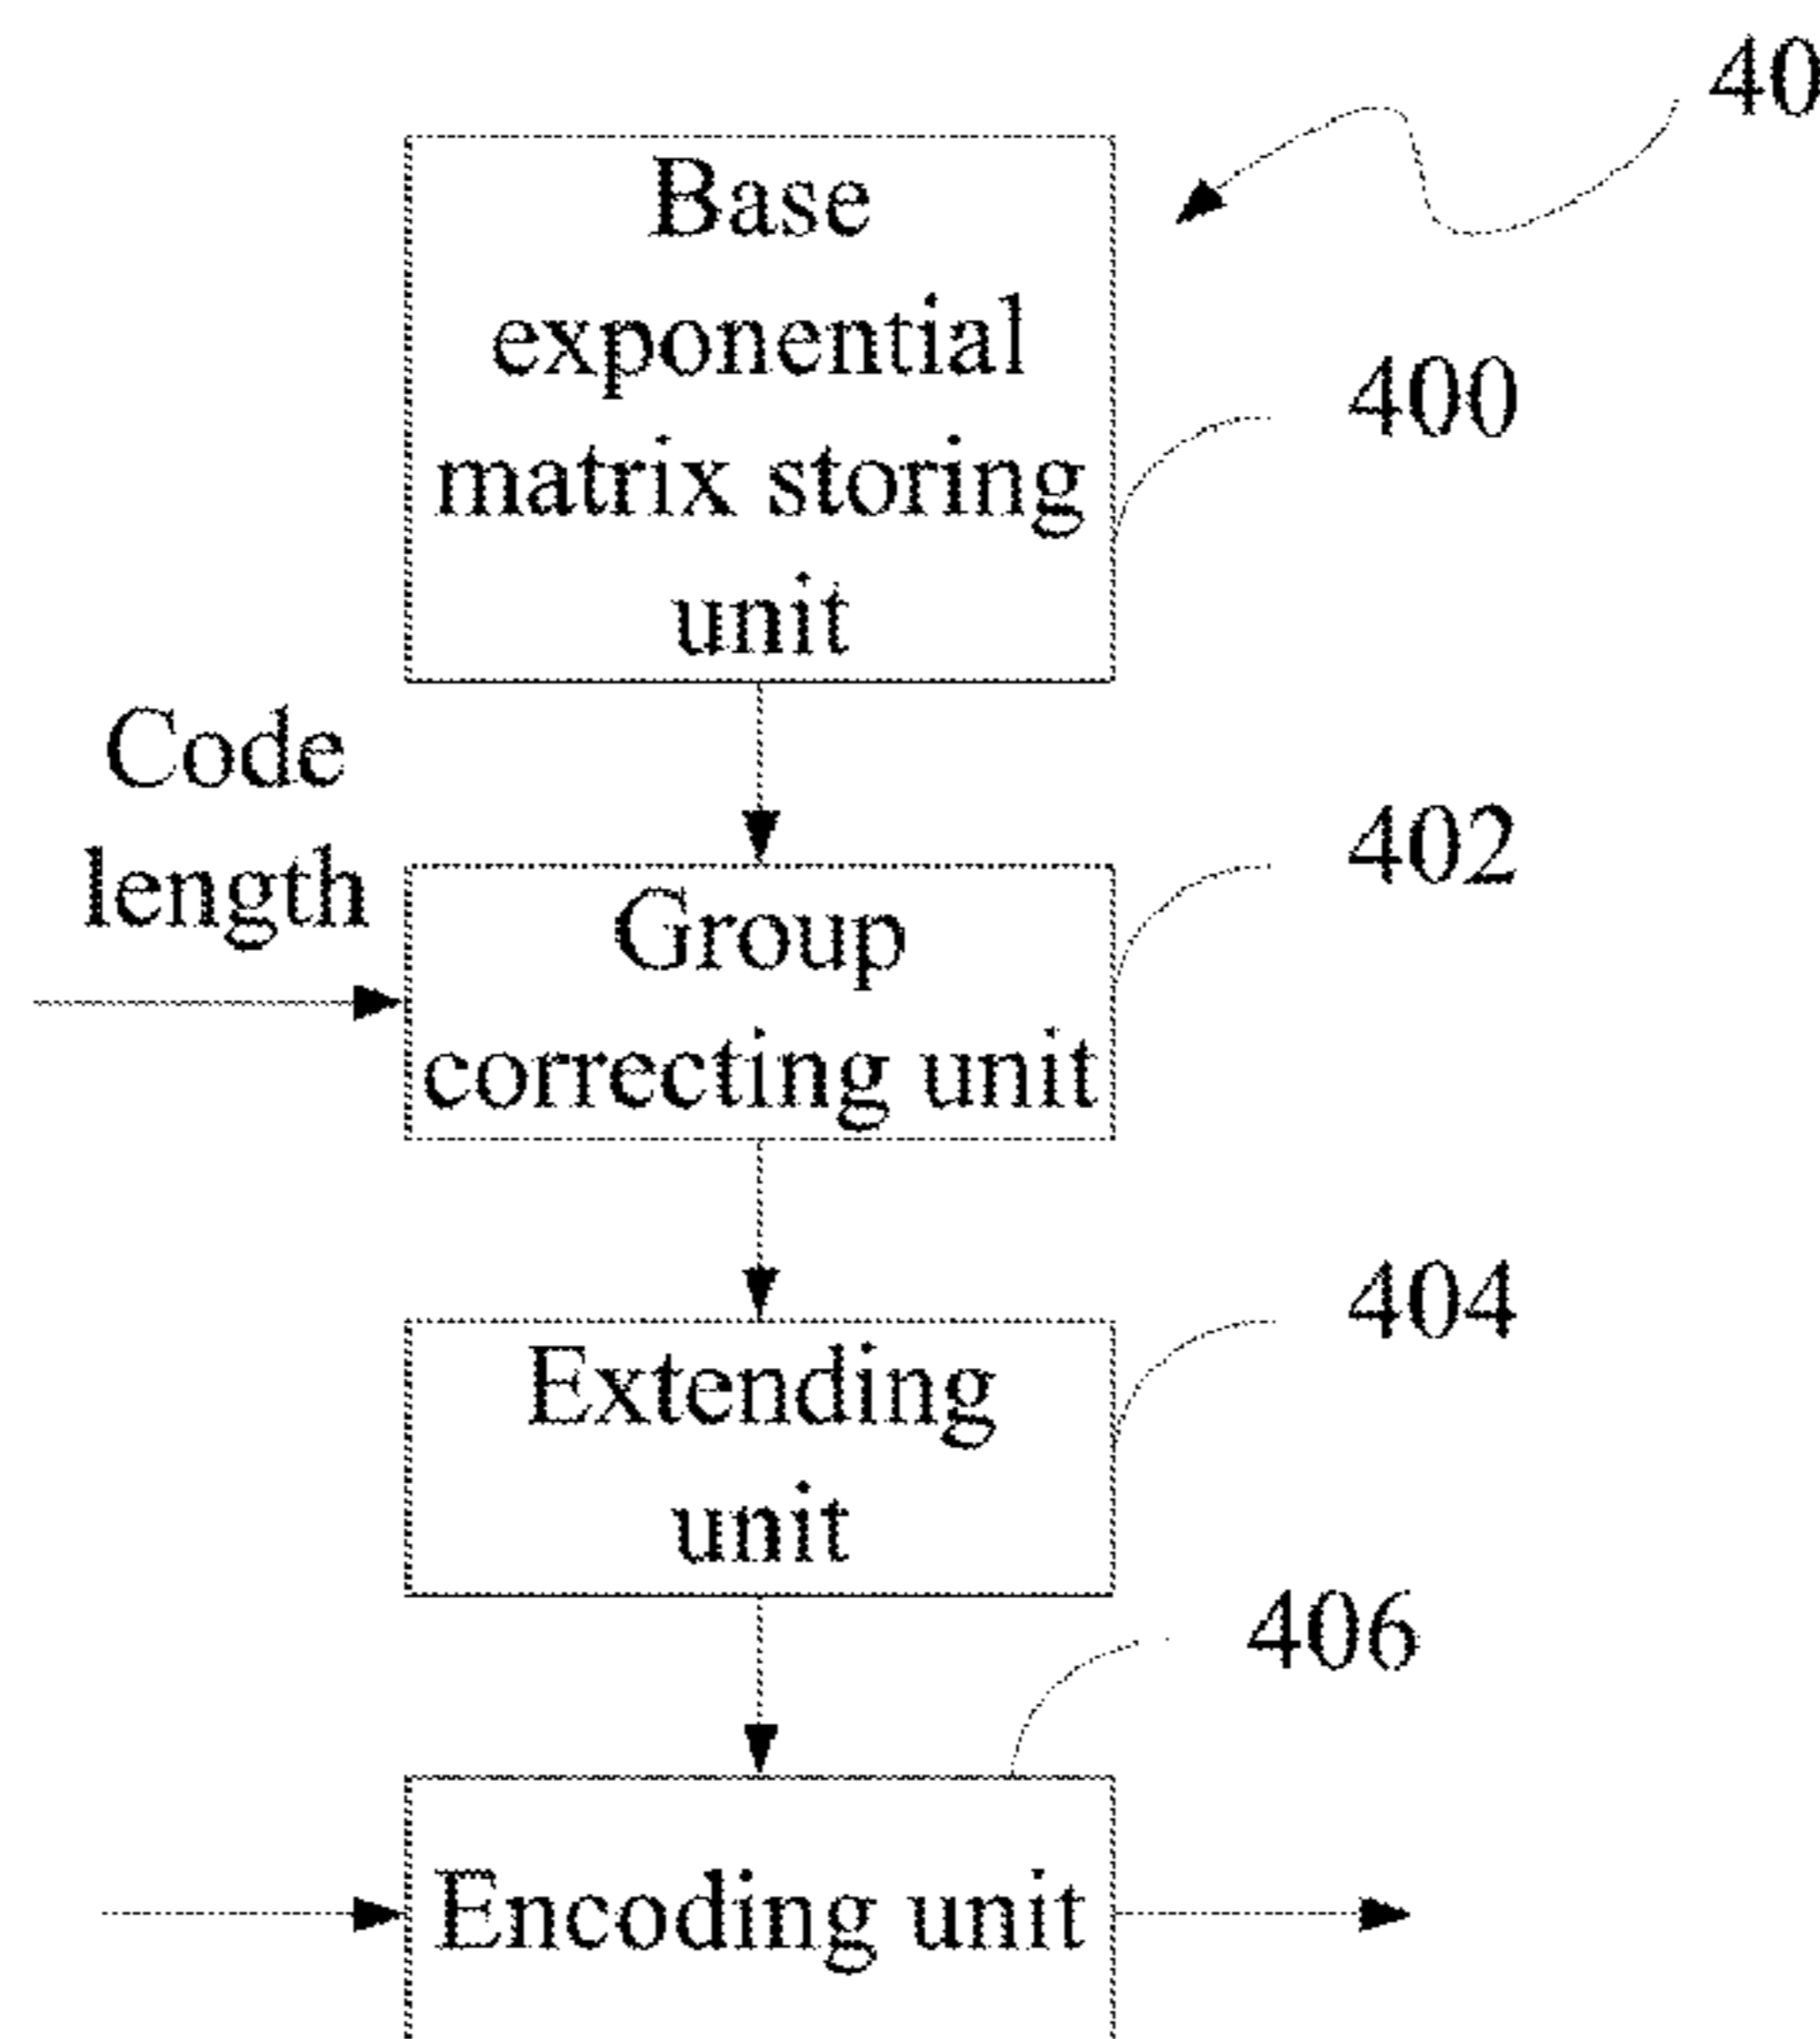 40
Base
exponential
matrix storing
unit
400
Code
length
402
Group
correcting unit
404
Extending
unit
406
Encoding unit